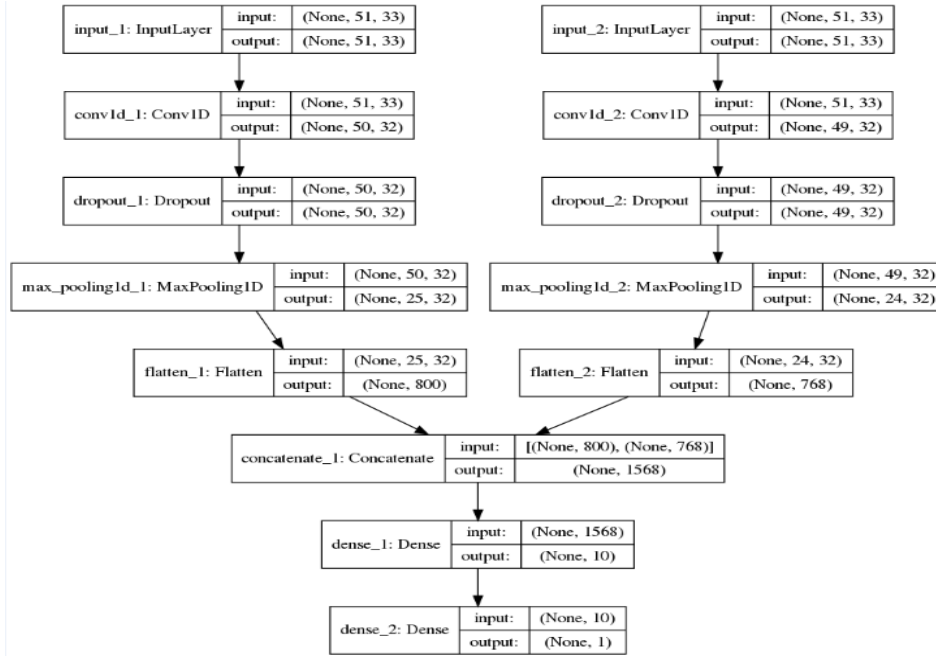 input_1: InputLayer input: (None, 51, 33)
output: (None, 51, 33)
input_2: InputLayer input: (None, 51, 33)
output: (None, 51, 33)
conv1d_1: Conv1D input: (None, 51, 33)
output: (None, 50, 32)
conv1d_2: Conv1D input: (None, 51, 33)
output: (None, 49, 32)
dropout_1: Dropout input: (None, 50, 32)
output: (None, 50, 32)
dropout_2: Dropout input: (None, 49, 32)
output: (None, 49, 32)
max_pooling1d_1: MaxPooling1D input: (None, 50, 32)
output: (None, 25, 32)
max_pooling1d_2: MaxPooling1D input: (None, 49, 32)
output: (None, 24, 32)
flatten_1: Flatten input: (None, 25, 32)
output: (None, 800)
flatten_2: Flatten input: (None, 24, 32)
output: (None, 768)
concatenate_1: Concatenate input: [(None, 800), (None, 768)]
output: (None, 1568)
dense_1: Dense input: (None, 1568)
output: (None, 10)
dense_2: Dense input: (None, 10)
output: (None, 1)